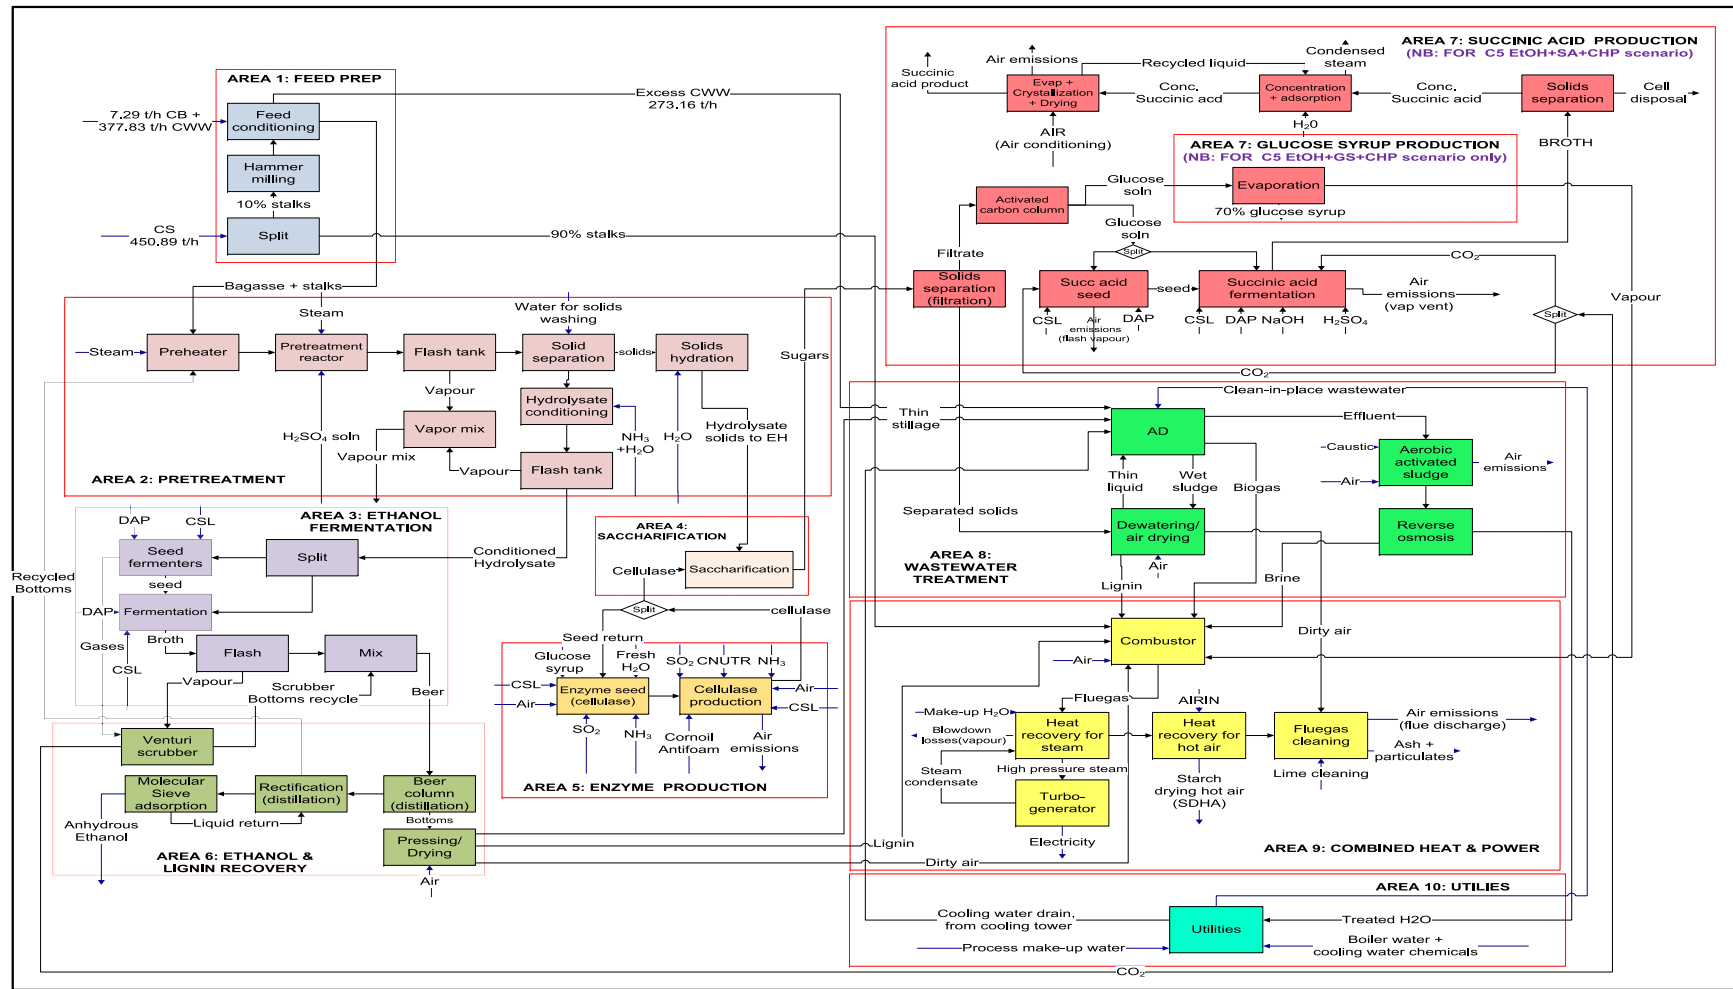 AREA 1: FEED PREP
7.29 t/h CB +
377.83 t/h CWW
Feed
conditioning
Hammer
milling
10% stalks
CS
450.89 t/h
Split
Excess CWW
273.16 t/h
90% stalks
Bagasse + stalks
AREA 7: SUCCINIC ACID PRODUCTION
(NB: FOR C5 EtOH+SA+CHP scenario)
Succinic
acid product
Air emissions
Recycled liquid
Condensed
steam
Evap +
Crystallization
+ Drying
Conc.
Succinic acd
Concentration
+ adsorption
Conc.
Succinic acid
Solids
separation
Cell
disposal
AIR
(Air conditioning)
H20
BROTH
AREA 7: GLUCOSE SYRUP PRODUCTION
(NB: FOR C5 EtOH+GS+CHP scenario only)
Evaporation
70% glucose syrup
Glucose
soln
Activated
carbon column
Glucose
soln
Split
Filtrate
Solids
separation
(filtration)
Succ acid
seed
seed
Succinic acid
fermentation
CO2
Air
emissions
(vap vent)
Split
Vapour
CSL
Air
emissions
(flash vapour)
DAP
CSL
DAP
NaOH
H2SO4
CO2
Sugars
Steam
Water for solids
washing
Steam
Preheater
Pretreatment
reactor
Flash tank
Solid
separation
solids
Solids
hydration
Vapour
Hydrolysate
conditioning
Vapor mix
H2SO4 soln
Vapour mix
Vapour
Flash tank
NH3
+H2O
H2O
Hydrolysate
solids to EH
AREA 2: PRETREATMENT
AREA 3: ETHANOL
FERMENTATION
DAP
CSL
Seed
fermenters
Split
Conditioned
Hydrolysate
seed
Recycled
Bottoms
DAP
Fermentation
Gases
CSL
Broth
Flash
Mix
Vapour
Scrubber
Bottoms recycle
Beer
AREA 4:
SACCHARIFICATION
Cellulase
Saccharification
Split
cellulase
Seed return
Glucose
syrup
Fresh
H2O
SO2
CNUTR
NH3
CSL
Air
Enzyme seed
(cellulase)
Cellulase
production
Air
CSL
SO2
NH3
Cornoil
Antifoam
Air
emissions
AREA 5: ENZYME PRODUCTION
Venturi
scrubber
Molecular
Sieve
adsorption
Rectification
(distillation)
Beer
column
(distillation)
Anhydrous
Ethanol
Liquid return
Bottoms
Pressing/
Drying
AREA 6: ETHANOL &
LIGNIN RECOVERY
Air
Lignin
Dirty air
Clean-in-place wastewater
Thin
stillage
AD
Effluent
Caustic
Aerobic
activated
sludge
Air
emissions
Air
Thin
liquid
Wet
sludge
Biogas
Separated solids
Dewatering/
air drying
Reverse
osmosis
AREA 8:
WASTEWATER
TREATMENT
Air
Lignin
Brine
Dirty air
Combustor
Air
Fluegas
Make-up H2O
AIRIN
Heat
recovery for
steam
Blowdown
losses(vapour)
Heat
recovery for
hot air
Fluegas
cleaning
Air emissions
(flue discharge)
Ash +
particulates
Steam
condensate
High pressure steam
Starch
drying hot air
(SDHA)
Lime cleaning
Turbo-
generator
Electricity
AREA 9: COMBINED HEAT & POWER
AREA 10: UTILIES
Cooling water drain,
from cooling tower
Utilities
Treated H2O
Process make-up water
Boiler water +
cooling water chemicals
CO2